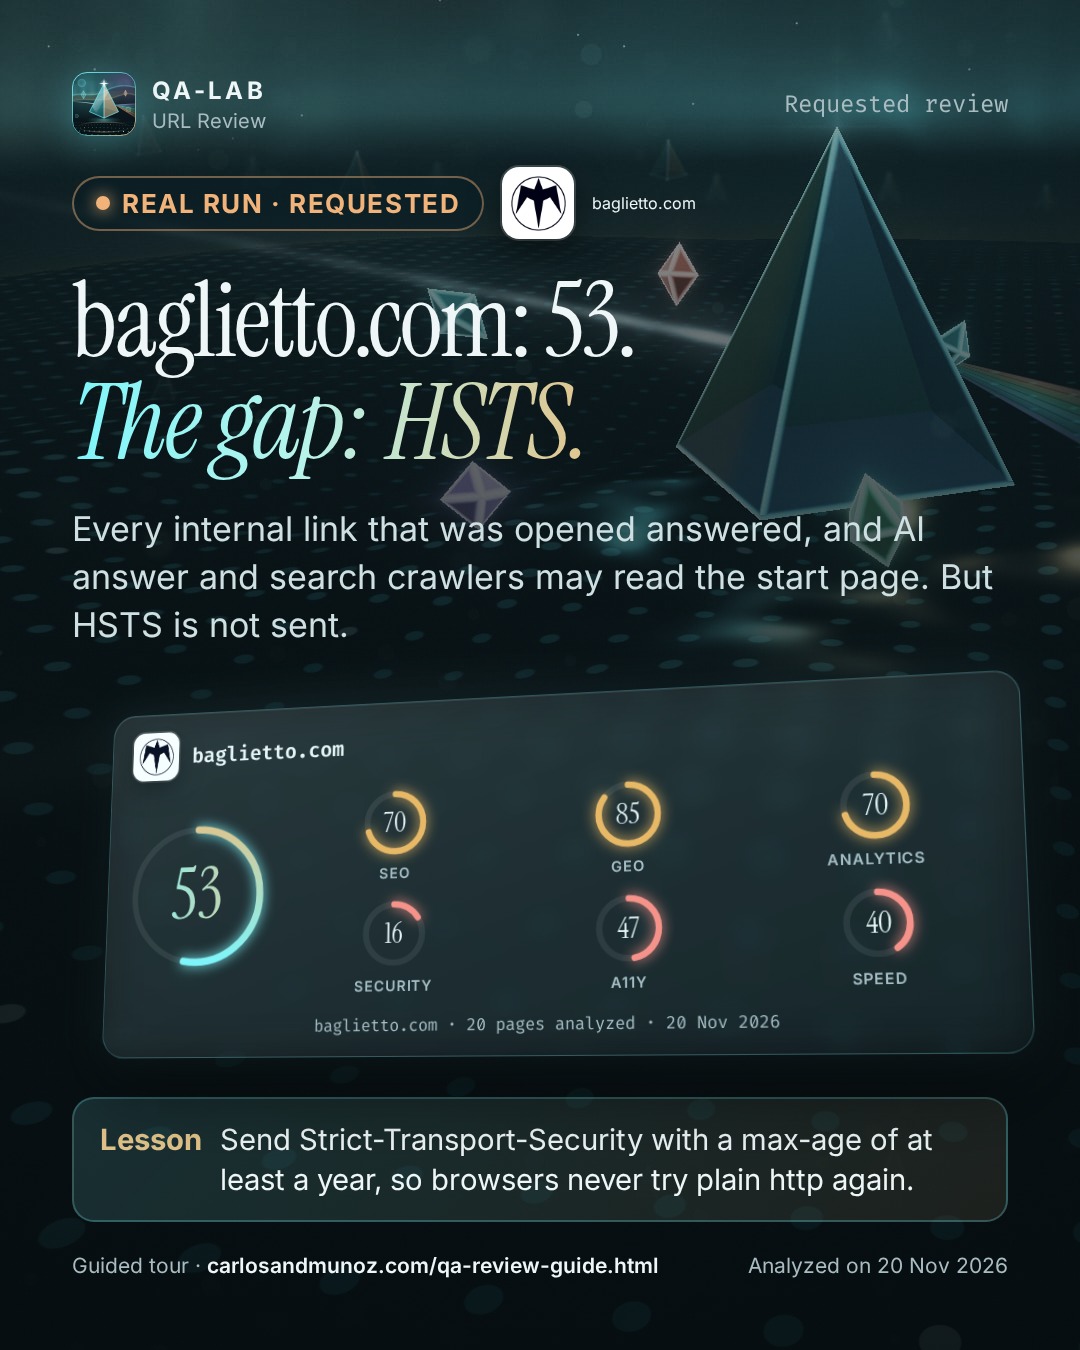 QA-LAB
URL Review
Requested review
REAL RUN · REQUESTED
baglietto.com
baglietto.com: 53.
The gap: HSTS.
Every internal link that was opened answered, and AI
answer and search crawlers may read the start page. But
HSTS is not sent.
baglietto.com
53
70
SEO
85
GEO
70
ANALYTICS
16
SECURITY
47
A11Y
40
SPEED
baglietto.com · 20 pages analyzed · 20 Nov 2026
Lesson Send Strict-Transport-Security with a max-age of at
least a year, so browsers never try plain http again.
Guided tour · carlosandmunoz.com/qa-review-guide.html
Analyzed on 20 Nov 2026